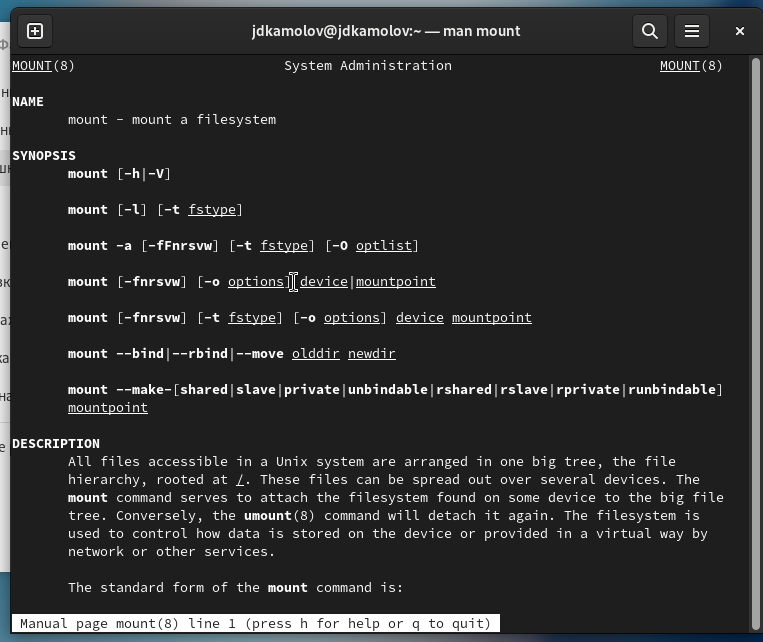 jdkamolov@jdkamolov:~ — man mount
MOUNT(8) System Administration MOUNT(8)
NAME
mount - mount a filesystem
SYNOPSIS
mount [-h|-V]
mount [-l] [-t fstype]
mount -a [-fFnrsvw] [-t fstype] [-O optlist]
mount [-fnrsvw] [-o options] device|mountpoint
mount [-fnrsvw] [-t fstype] [-o options] device mountpoint
mount --bind|--rbind|--move olddir newdir
mount --make-[shared|slave|private|unbindable|rshared|rslave|rprivate|runbindable]
mountpoint
DESCRIPTION
All files accessible in a Unix system are arranged in one big tree, the file
hierarchy, rooted at /. These files can be spread out over several devices. The
mount command serves to attach the filesystem found on some device to the big file
tree. Conversely, the umount(8) command will detach it again. The filesystem is
used to control how data is stored on the device or provided in a virtual way by
network or other services.
The standard form of the mount command is:
Manual page mount(8) line 1 (press h for help or q to quit)